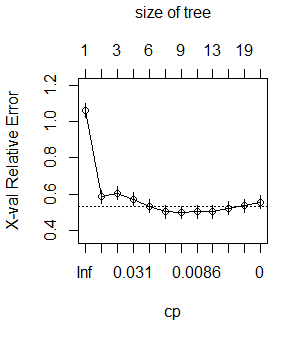 size of tree
1 3 6 9 13 19
X-val Relative Error
1.2
1.0
0.8
0.6
0.4
Inf 0.031 0.0086 0
cp